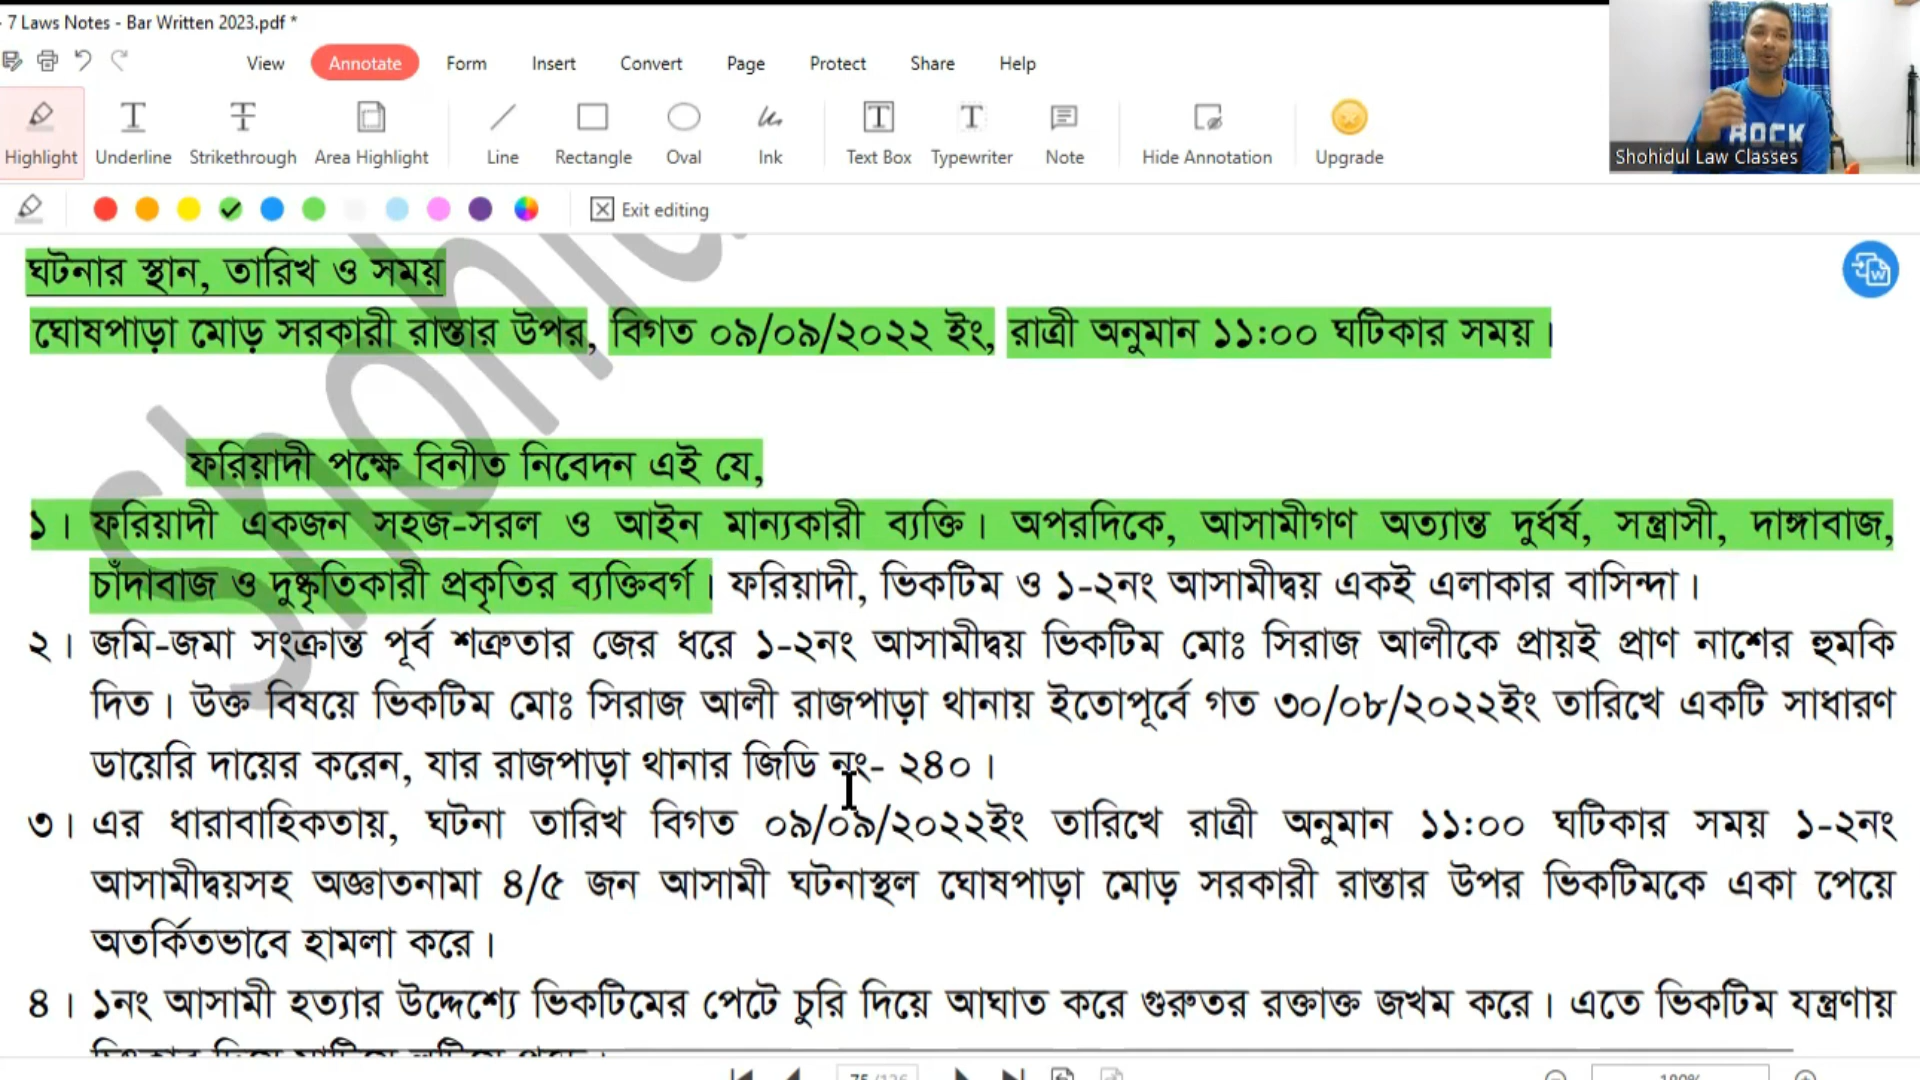 - 7 Laws Notes - Bar Written 2023.pdf *
View Annotate Form Insert Convert Page Protect Share Help
Highlight Underline Strikethrough Area Highlight Line Rectangle Oval Ink Text Box Typewriter Note Hide Annotation Upgrade
ROCK
Shohidul Law Classes
Exit editing
ঘটনার স্থান, তারিখ ও সময়
ঘোষপাড়া মোড় সরকারী রাস্তার উপর, বিগত ০৯/০৯/২০২২ ইং, রাত্রী অনুমান ১১:০০ ঘটিকার সময়।
ফরিয়াদী পক্ষে বিনীত নিবেদন এই যে,
১। ফরিয়াদী একজন সহজ-সরল ও আইন মান্যকারী ব্যক্তি। অপরদিকে, আসামীগণ অত্যান্ত দুর্ধর্ষ, সন্ত্রাসী, দাঙ্গাবাজ,
চাঁদাবাজ ও দুষ্কৃতিকারী প্রকৃতির ব্যক্তিবর্গ। ফরিয়াদী, ভিকটিম ও ১-২নং আসামীদ্বয় একই এলাকার বাসিন্দা।
২। জমি-জমা সংক্রান্ত পূর্ব শত্রুতার জের ধরে ১-২নং আসামীদ্বয় ভিকটিম মোঃ সিরাজ আলীকে প্রায়ই প্রাণ নাশের হুমকি
দিত। উক্ত বিষয়ে ভিকটিম মোঃ সিরাজ আলী রাজপাড়া থানায় ইতোপূর্বে গত ৩০/০৮/২০২২ইং তারিখে একটি সাধারণ
ডায়েরি দায়ের করেন, যার রাজপাড়া থানার জিডি নং- ২৪০।
৩। এর ধারাবাহিকতায়, ঘটনা তারিখ বিগত ০৯/০৯/২০২২ইং তারিখে রাত্রী অনুমান ১১:০০ ঘটিকার সময় ১-২নং
আসামীদ্বয়সহ অজ্ঞাতনামা ৪/৫ জন আসামী ঘটনাস্থল ঘোষপাড়া মোড় সরকারী রাস্তার উপর ভিকটিমকে একা পেয়ে
অতর্কিতভাবে হামলা করে।
৪। ১নং আসামী হত্যার উদ্দেশ্যে ভিকটিমের পেটে চুরি দিয়ে আঘাত করে গুরুতর রক্তাক্ত জখম করে। এতে ভিকটিম যন্ত্রণায়